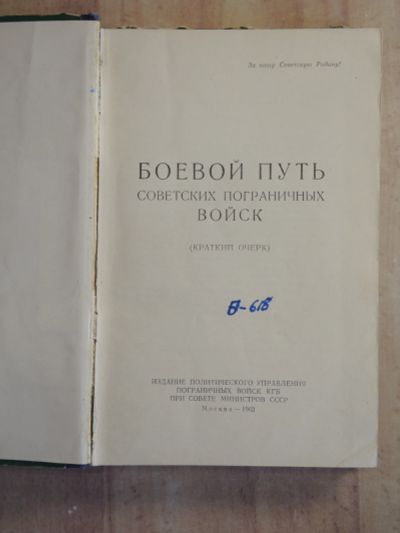 За нашу Советскую Родину!
БОЕВОЙ ПУТЬ
СОВЕТСКИХ ПОГРАНИЧНЫХ
ВОЙСК
(КРАТКИЙ ОЧЕРК)
ИЗДАНИЕ ПОЛИТИЧЕСКОГО УПРАВЛЕНИЯ
ПОГРАНИЧНЫХ ВОЙСК КГБ
ПРИ СОВЕТЕ МИНИСТРОВ СССР
Москва —